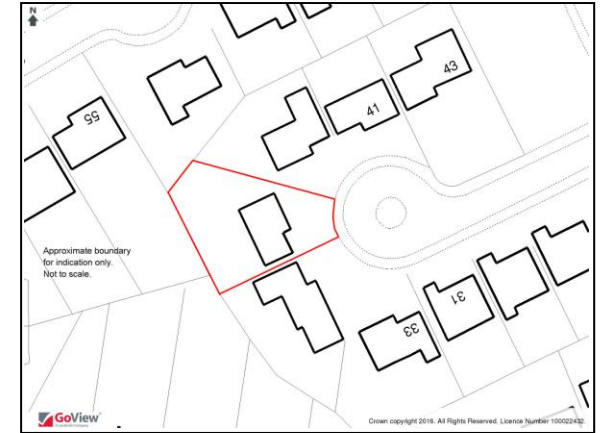 N
43
41
55
Approximate boundary
for indication only.
Not to scale.
31
33
GoView
Crown copyright 2016. All Rights Reserved. Licence Number 100022432.